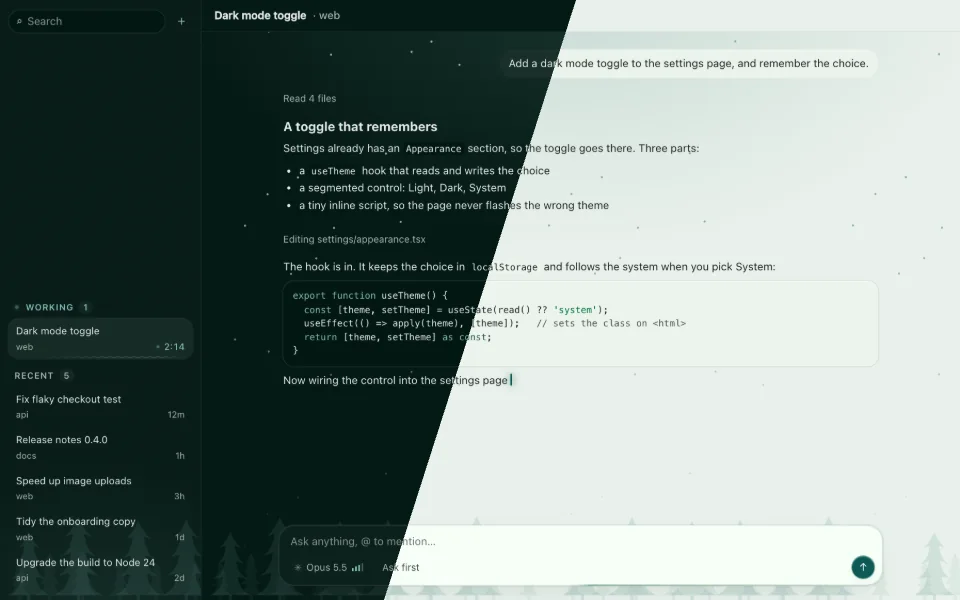 Search
+
WORKING 1
Dark mode toggle
web 2:14
RECENT 5
Fix flaky checkout test
api 12m
Release notes 0.4.0
docs 1h
Speed up image uploads
web 3h
Tidy the onboarding copy
web 1d
Upgrade the build to Node 24
api 2d
Dark mode toggle · web
Add a dark mode toggle to the settings page, and remember the choice.
Read 4 files
A toggle that remembers
Settings already has an Appearance section, so the toggle goes there. Three parts:
• a useTheme hook that reads and writes the choice
• a segmented control: Light, Dark, System
• a tiny inline script, so the page never flashes the wrong theme
Editing settings/appearance.tsx
The hook is in. It keeps the choice in localStorage and follows the system when you pick System:
export function useTheme() {
const [theme, setTheme] = useState(read() ?? 'system');
useEffect(() => apply(theme), [theme]); // sets the class on <html>
return [theme, setTheme] as const;
}
Now wiring the control into the settings page
Ask anything, @ to mention...
Opus 5.5 Ask first